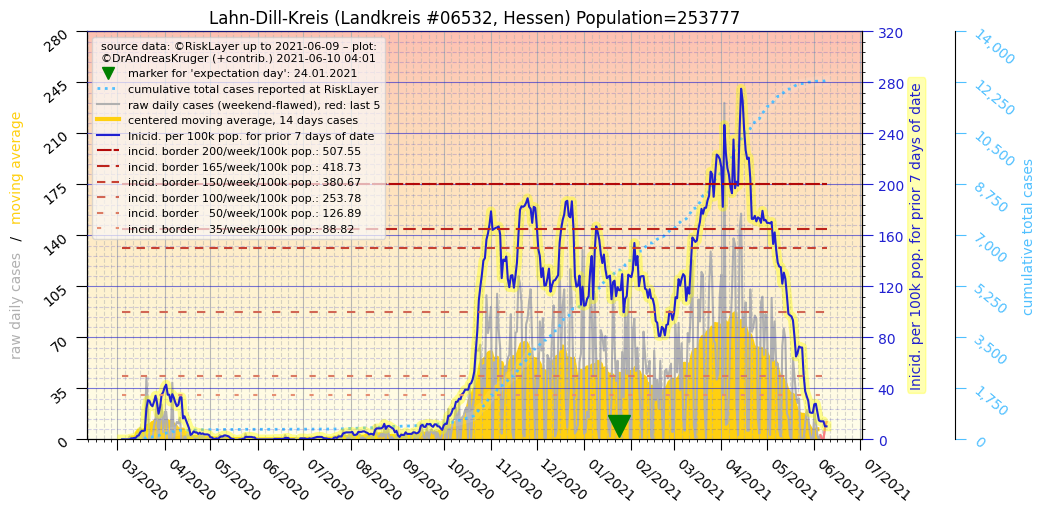 Lahn-Dill-Kreis (Landkreis #06532, Hessen) Population=253777
source data: ©RiskLayer up to 2021-06-09 – plot:
©DrAndreasKruger (+contrib.) 2021-06-10 04:01
marker for 'expectation day': 24.01.2021
cumulative total cases reported at RiskLayer
raw daily cases (weekend-flawed), red: last 5
centered moving average, 14 days cases
Inicid. per 100k pop. for prior 7 days of date
incid. border 200/week/100k pop.: 507.55
incid. border 165/week/100k pop.: 418.73
incid. border 150/week/100k pop.: 380.67
incid. border 100/week/100k pop.: 253.78
incid. border 50/week/100k pop.: 126.89
incid. border 35/week/100k pop.: 88.82
raw daily cases / moving average
280
245
210
175
140
105
70
35
0
320
280
240
200
160
120
80
40
0
Inicid. per 100k pop. for prior 7 days of date
14,000
12,250
10,500
8,750
7,000
5,250
3,500
1,750
0
cumulative total cases
03/2020
04/2020
05/2020
06/2020
07/2020
08/2020
09/2020
10/2020
11/2020
12/2020
01/2021
02/2021
03/2021
04/2021
05/2021
06/2021
07/2021